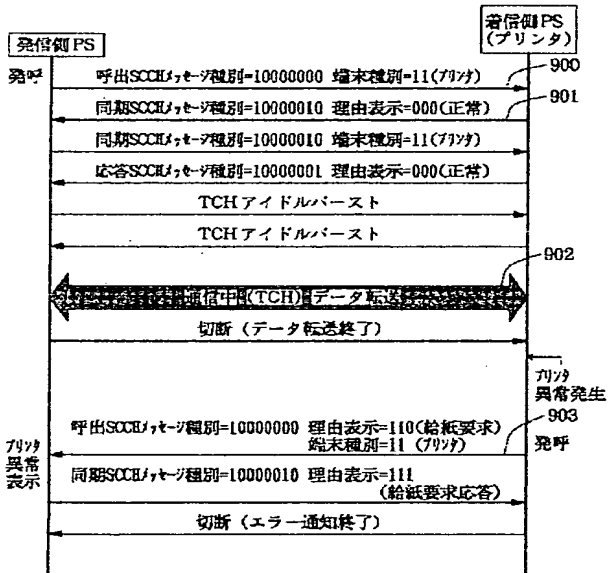 着信側PS
(プリンタ)
発信側PS
発呼
呼出SCCHメッセージ種別=10000000 端末種別=11(プリンタ)
900
同期SCCHメッセージ種別=10000010 理由表示=000(正常)
901
同期SCCHメッセージ種別=10000010 端末種別=11(プリンタ)
応答SCCHメッセージ種別=10000001 理由表示=000(正常)
TCHアイドルバースト
TCHアイドルバースト
902
通信中(TCH)データ転送
切断(データ転送終了)
プリンタ
異常発生
903
呼出SCCHメッセージ種別=10000000 理由表示=110(給紙要求)
端末種別=11(プリンタ)
発呼
プリンタ
異常
表示
同期SCCHメッセージ種別=10000010 理由表示=111
(給紙要求応答)
切断(エラー通知終了)